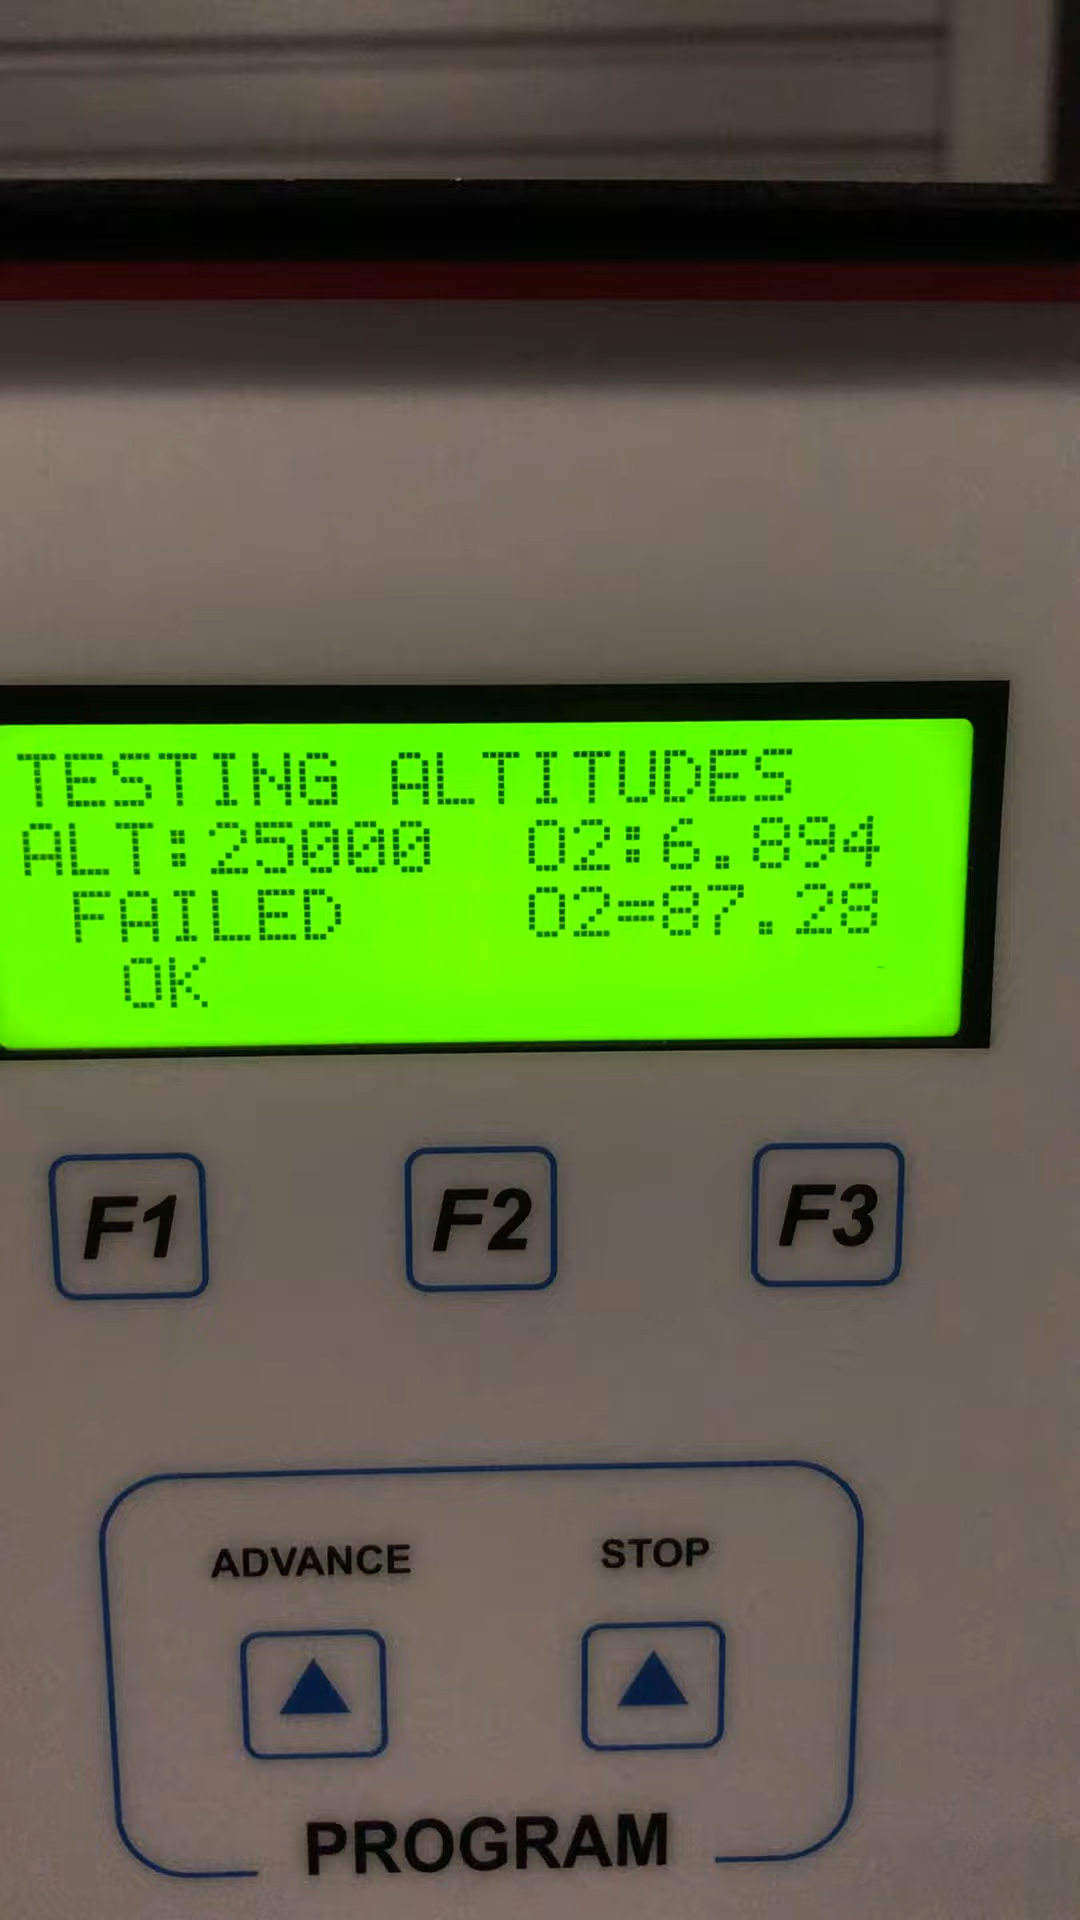 TESTING ALTITUDES
ALT:25000 O2:6.894
FAILED O2=87.28
OK
F1 F2 F3
ADVANCE STOP
PROGRAM